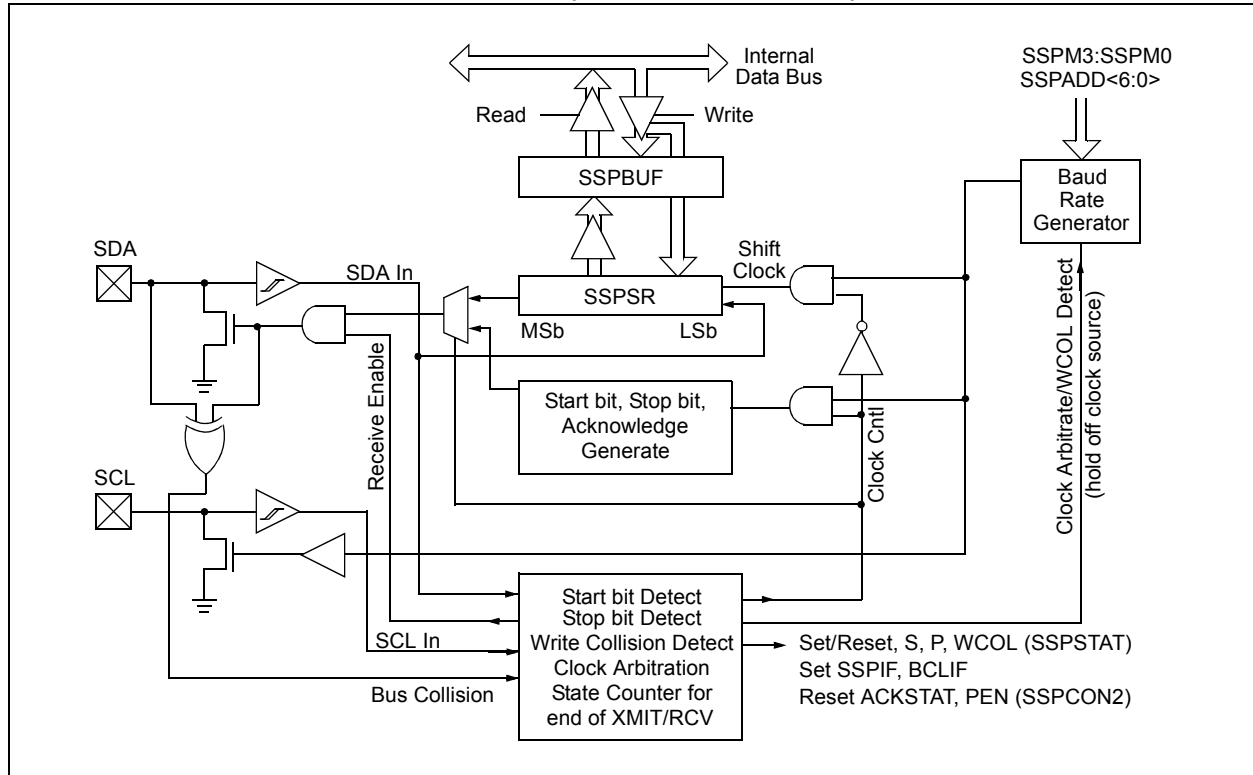 Internal
Data Bus
SSPM3:SSPM0
SSPADD<6:0>
Read
Write
SSPBUF
Baud
Rate
Generator
SDA
SDA In
Shift
Clock
SSPSR
MSb
LSb
Start bit, Stop bit,
Acknowledge
Generate
Receive Enable
Clock Cntl
Clock Arbitrate/WCOL Detect
(hold off clock source)
SCL
SCL In
Bus Collision
Start bit Detect
Stop bit Detect
Write Collision Detect
Clock Arbitration
State Counter for
end of XMIT/RCV
Set/Reset, S, P, WCOL (SSPSTAT)
Set SSPIF, BCLIF
Reset ACKSTAT, PEN (SSPCON2)